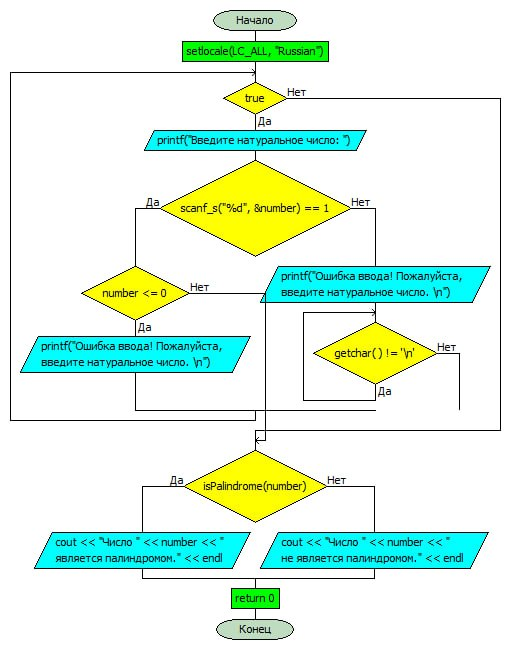 Начало
setlocale(LC_ALL, "Russian")
true
Нет
Да
printf("Введите натуральное число: ")
Да
scanf_s("%d", &number) == 1
Нет
number <= 0
Нет
printf("Ошибка ввода! Пожалуйста,
введите натуральное число. \n")
Да
printf("Ошибка ввода! Пожалуйста,
введите натуральное число. \n")
getchar( ) != '\n'
Нет
Да
Да
isPalindrome(number)
Нет
cout << "Число " << number << "
является палиндромом." << endl
cout << "Число " << number << "
не является палиндромом." << endl
return 0
Конец